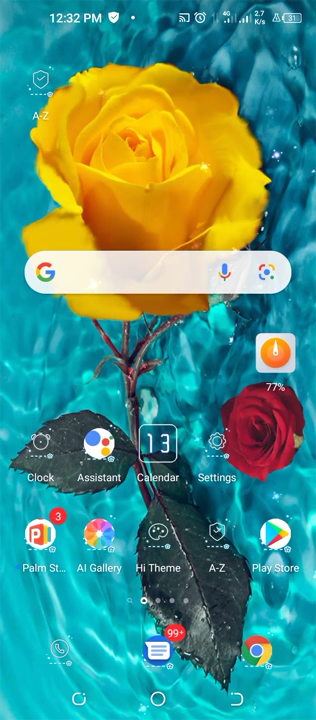 12:32 PM
4G
2.7
K/s
31
A-Z
77%
13
Clock Assistant Calendar Settings
3
Palm St... AI Gallery Hi Theme A-Z Play Store
99+